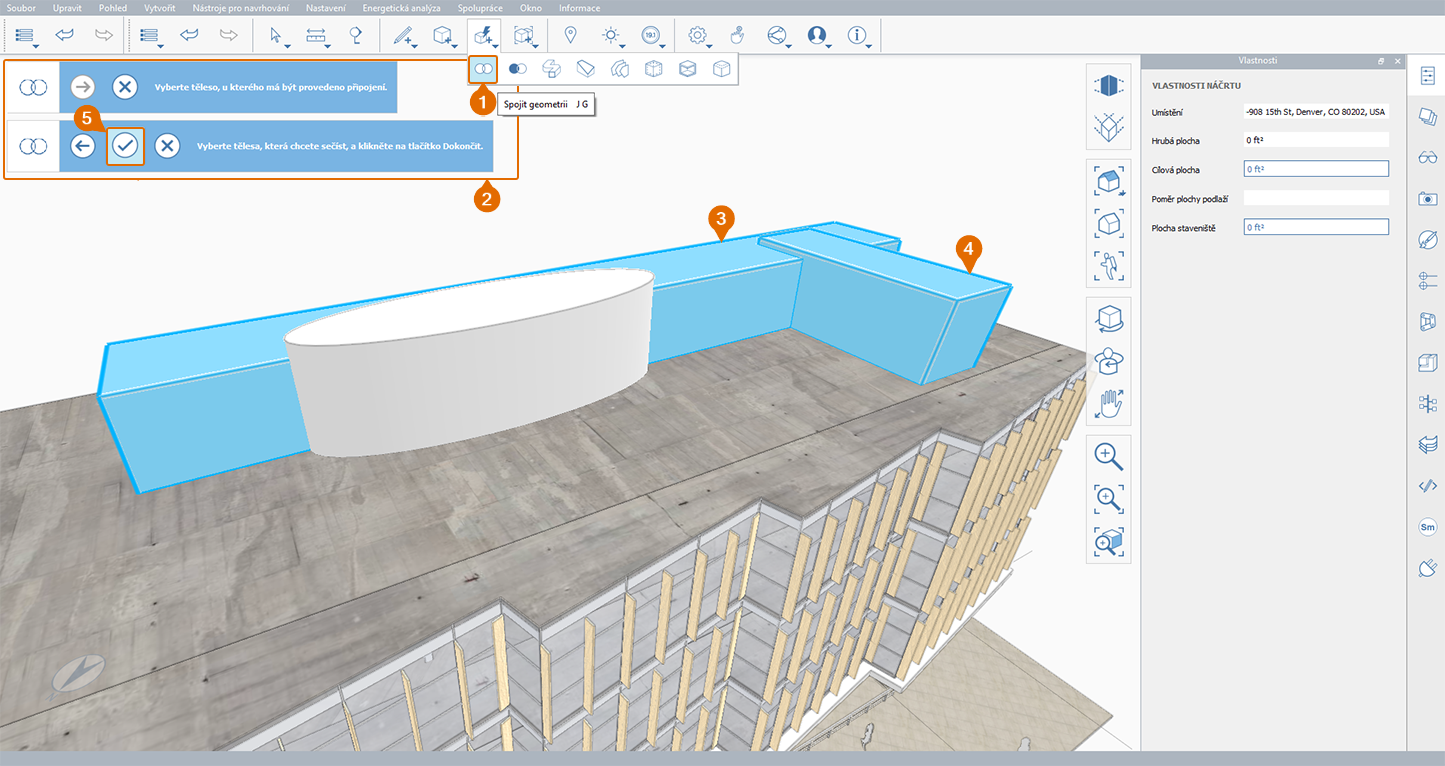 Soubor Upravit Pohled Vytvořit Nástroje pro navrhování Nastavení Energetická analýza Spolupráce Okno Informace
19.1
Vyberte těleso, u kterého má být provedeno připojení.
1
Spojit geometrii J G
5
Vyberte tělesa, která chcete sečíst, a klikněte na tlačítko Dokončit.
2
3
4
Vlastnosti
VLASTNOSTI NÁČRTU
Umístění -908 15th St, Denver, CO 80202, USA
Hrubá plocha 0 ft²
Cílová plocha 0 ft²
Poměr plochy podlaží
Plocha staveniště 0 ft²
Sm